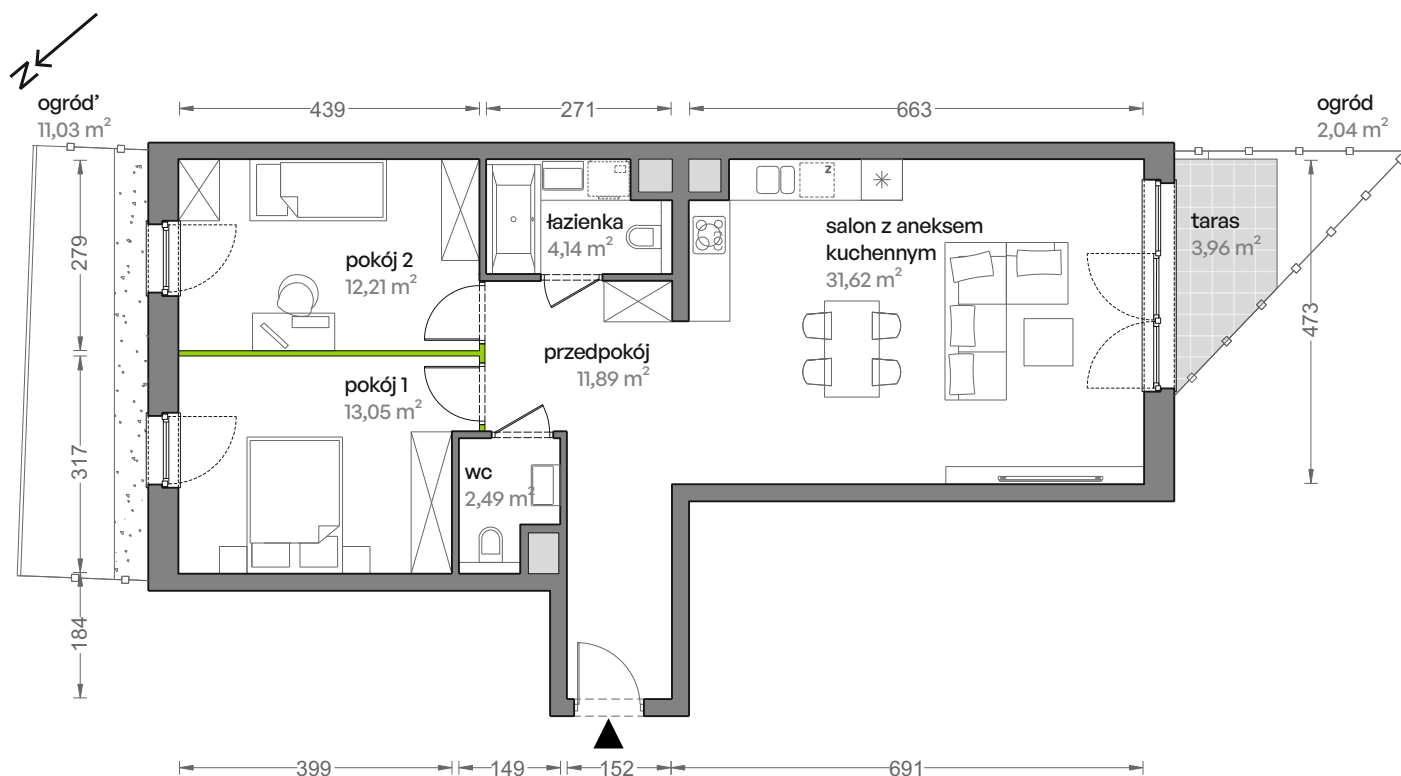 N
ogród’
11,03 m²
439
271
663
ogród
2,04 m²
279
317
184
pokój 2
12,21 m²
łazienka
4,14 m²
z
salon z aneksem
kuchennym
31,62 m²
taras
3,96 m²
473
przedpokój
11,89 m²
pokój 1
13,05 m²
wc
2,49 m²
399
149
152
691